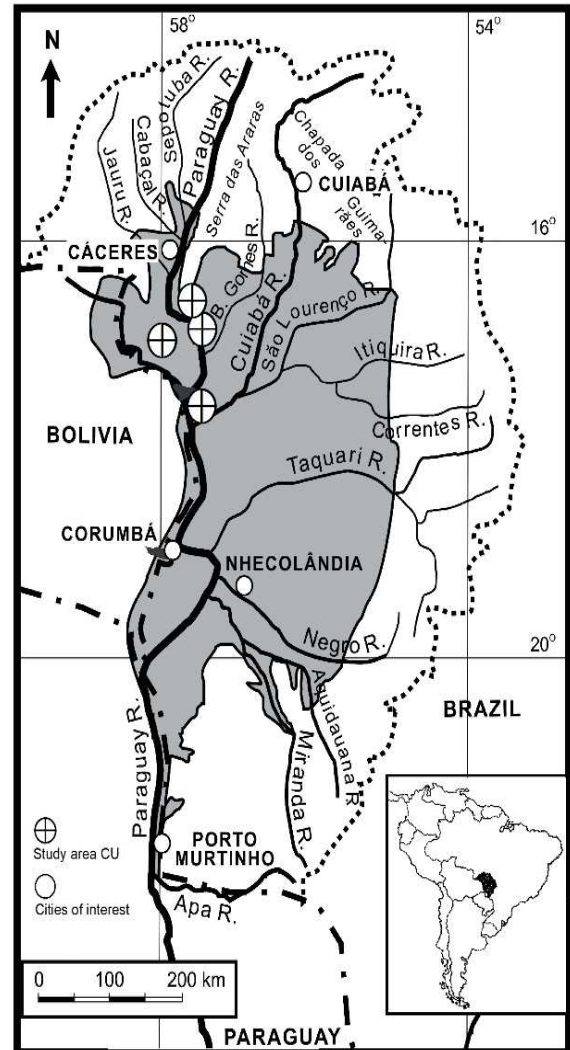 58°
54°
N
Jauru R.
Cabaçal R.
Sepotuba R.
Paraguay R.
Serra das Araras
Chapada
dos
Guima-
rães
CUIABÁ
CÁCERES
16°
B. Gomes R.
Cuiabá R.
São Lourenço R.
Itiquira R.
Correntes R.
BOLIVIA
Taquari R.
CORUMBÁ
NHECOLÂNDIA
Negro R.
20°
Aquidauana R
BRAZIL
Paraguay R.
Miranda R.
Study area CU
PORTO
MURTINHO
Cities of interest
Apa R.
0 100 200 km
PARAGUAY